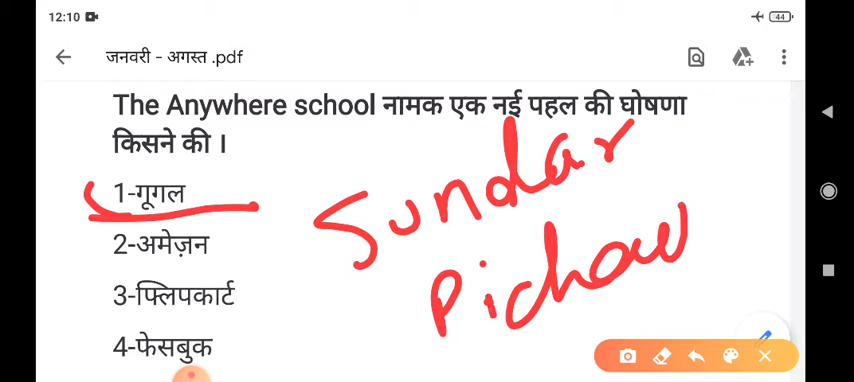 12:10
44
जनवरी - अगस्त .pdf
The Anywhere school नामक एक नई पहल की घोषणा
किसने की ।
1-गूगल
2-अमेज़न
3-फ्लिपकार्ट
4-फेसबुक
Sundar